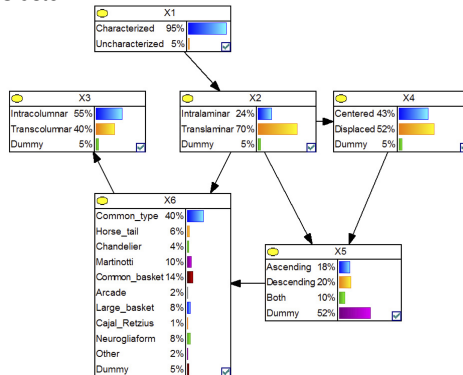 X1
Characterized 95%
Uncharacterized 5%
X3
Intracolumnar 55%
Transcolumnar 40%
Dummy 5%
X2
Intralaminar 24%
Translaminar 70%
Dummy 5%
X4
Centered 43%
Displaced 52%
Dummy 5%
X6
Common_type 40%
Horse_tail 6%
Chandelier 4%
Martinotti 10%
Common_basket 14%
Arcade 2%
Large_basket 8%
Cajal_Retzius 1%
Neurogliaform 8%
Other 2%
Dummy 5%
X5
Ascending 18%
Descending 20%
Both 10%
Dummy 52%